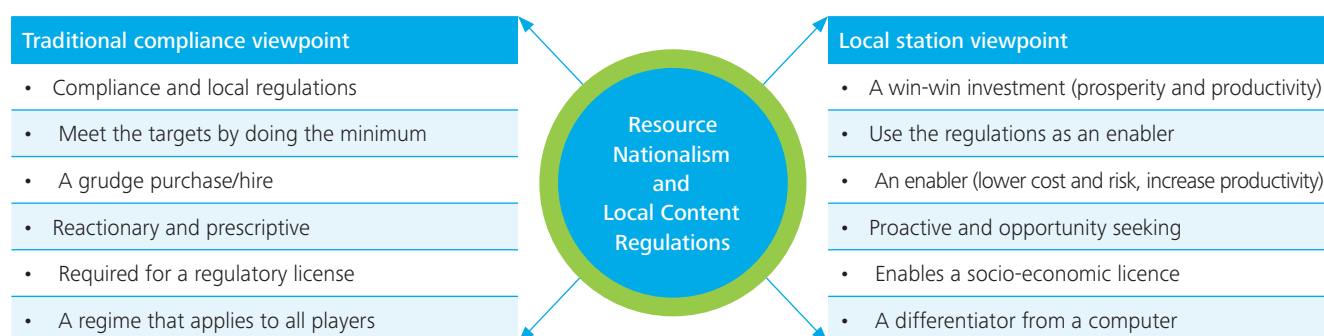 Traditional compliance viewpoint
• Compliance and local regulations
• Meet the targets by doing the minimum
• A grudge purchase/hire
• Reactionary and prescriptive
• Required for a regulatory license
• A regime that applies to all players
Resource
Nationalism
and
Local Content
Regulations
Local station viewpoint
• A win-win investment (prosperity and productivity)
• Use the regulations as an enabler
• An enabler (lower cost and risk, increase productivity)
• Proactive and opportunity seeking
• Enables a socio-economic licence
• A differentiator from a computer